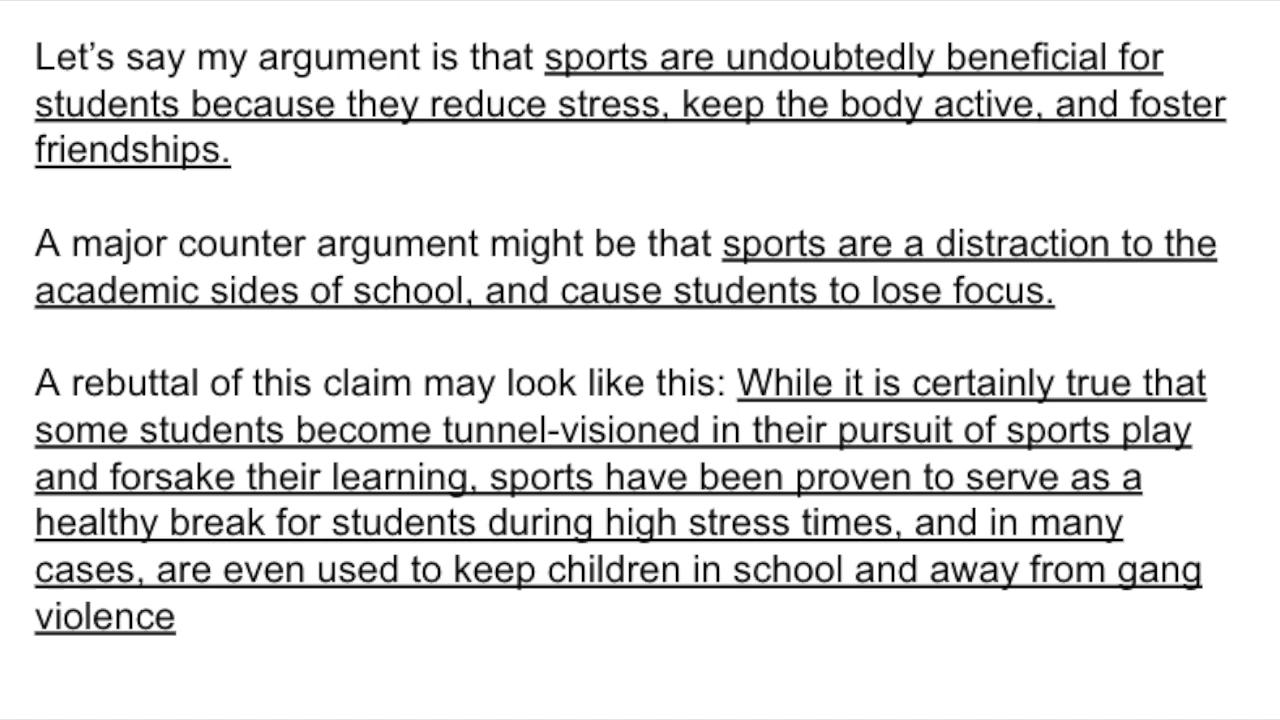 Let’s say my argument is that sports are undoubtedly beneficial for
students because they reduce stress, keep the body active, and foster
friendships.
A major counter argument might be that sports are a distraction to the
academic sides of school, and cause students to lose focus.
A rebuttal of this claim may look like this: While it is certainly true that
some students become tunnel-visioned in their pursuit of sports play
and forsake their learning, sports have been proven to serve as a
healthy break for students during high stress times, and in many
cases, are even used to keep children in school and away from gang
violence